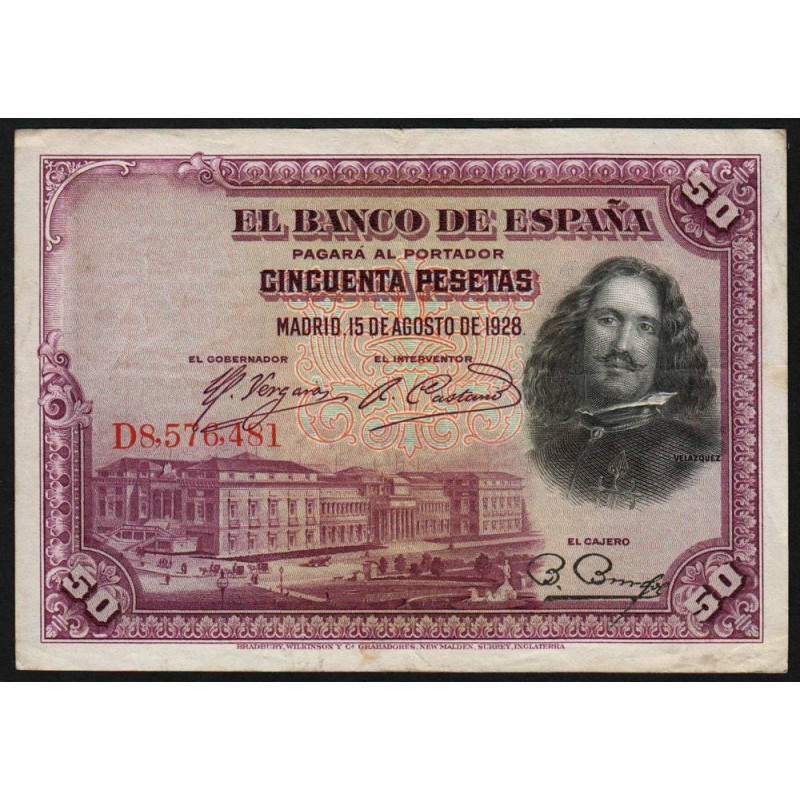 50
EL BANCO DE ESPAÑA
PAGARÁ AL PORTADOR
CINCUENTA PESETAS
MADRID, 15 DE AGOSTO DE 1928.
EL GOBERNADOR EL INTERVENTOR
D8,576,481
VELAZQUEZ
EL CAJERO
50 50
BRADBURY, WILKINSON Y Cª GRABADORES, NEW MALDEN, SURREY, INGLATERRA